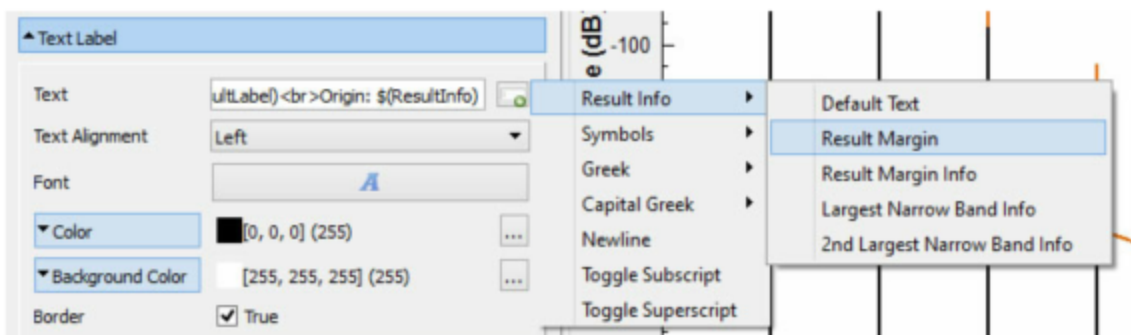 Text Label
Text
ultLabel)<br>Origin: $(ResultInfo)
Text Alignment
Left
Font
A
Color
[0, 0, 0] (255)
...
Background Color
[255, 255, 255] (255)
...
Border
True
e (dB)
-100
Result Info
Symbols
Greek
Capital Greek
Newline
Toggle Subscript
Toggle Superscript
Default Text
Result Margin
Result Margin Info
Largest Narrow Band Info
2nd Largest Narrow Band Info